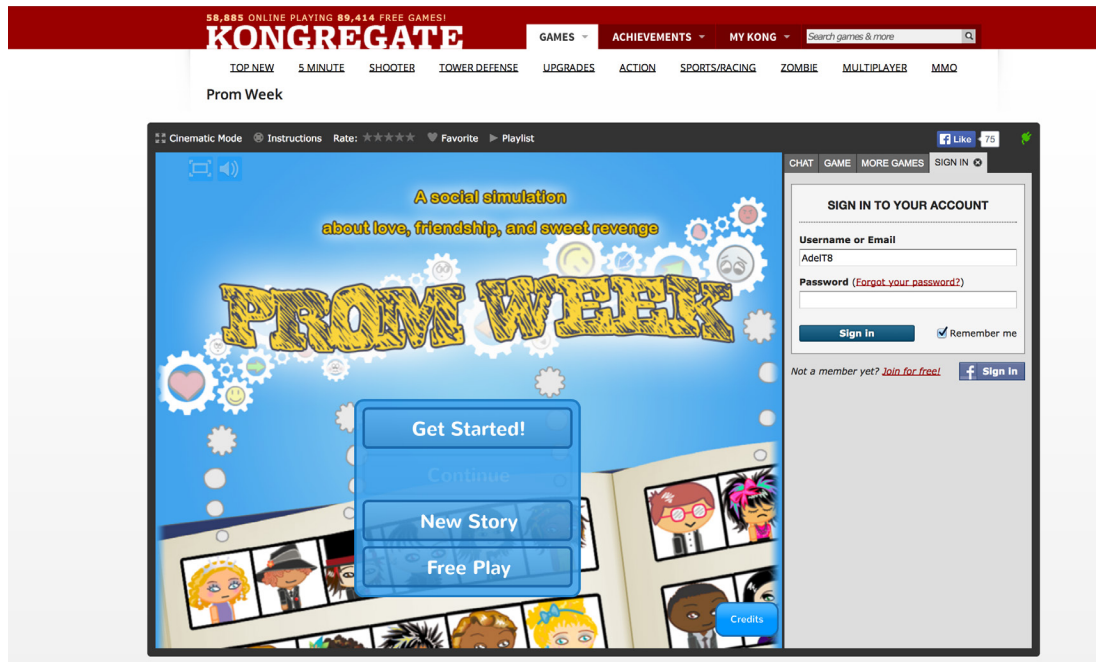 58,885 ONLINE PLAYING 89,414 FREE GAMES!
KONGREGATE
GAMES ACHIEVEMENTS MY KONG Search games & more
TOP NEW 5 MINUTE SHOOTER TOWER DEFENSE UPGRADES ACTION SPORTS/RACING ZOMBIE MULTIPLAYER MMO
Prom Week
Cinematic Mode Instructions Rate: Favorite Playlist Like 75
CHAT GAME MORE GAMES SIGN IN
A social simulation
about love, friendship, and sweet revenge
PROM WEEK
Get Started!
Continue
New Story
Free Play
Credits
SIGN IN TO YOUR ACCOUNT
Username or Email
AdelT8
Password (Forgot your password?)
Sign in Remember me
Not a member yet? Join for free! f Sign in